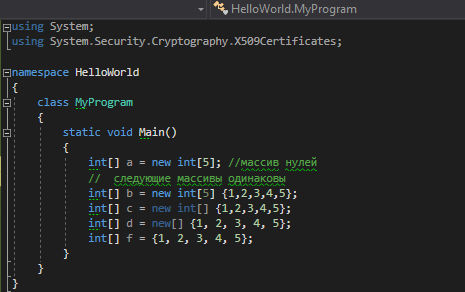 HelloWorld.MyProgram
using System;
using System.Security.Cryptography.X509Certificates;
namespace HelloWorld
{
class MyProgram
{
static void Main()
{
int[] a = new int[5]; //массив нулей
// следующие массивы одинаковы
int[] b = new int[5] {1,2,3,4,5};
int[] c = new int[] {1,2,3,4,5};
int[] d = new[] {1, 2, 3, 4, 5};
int[] f = {1, 2, 3, 4, 5};
}
}
}